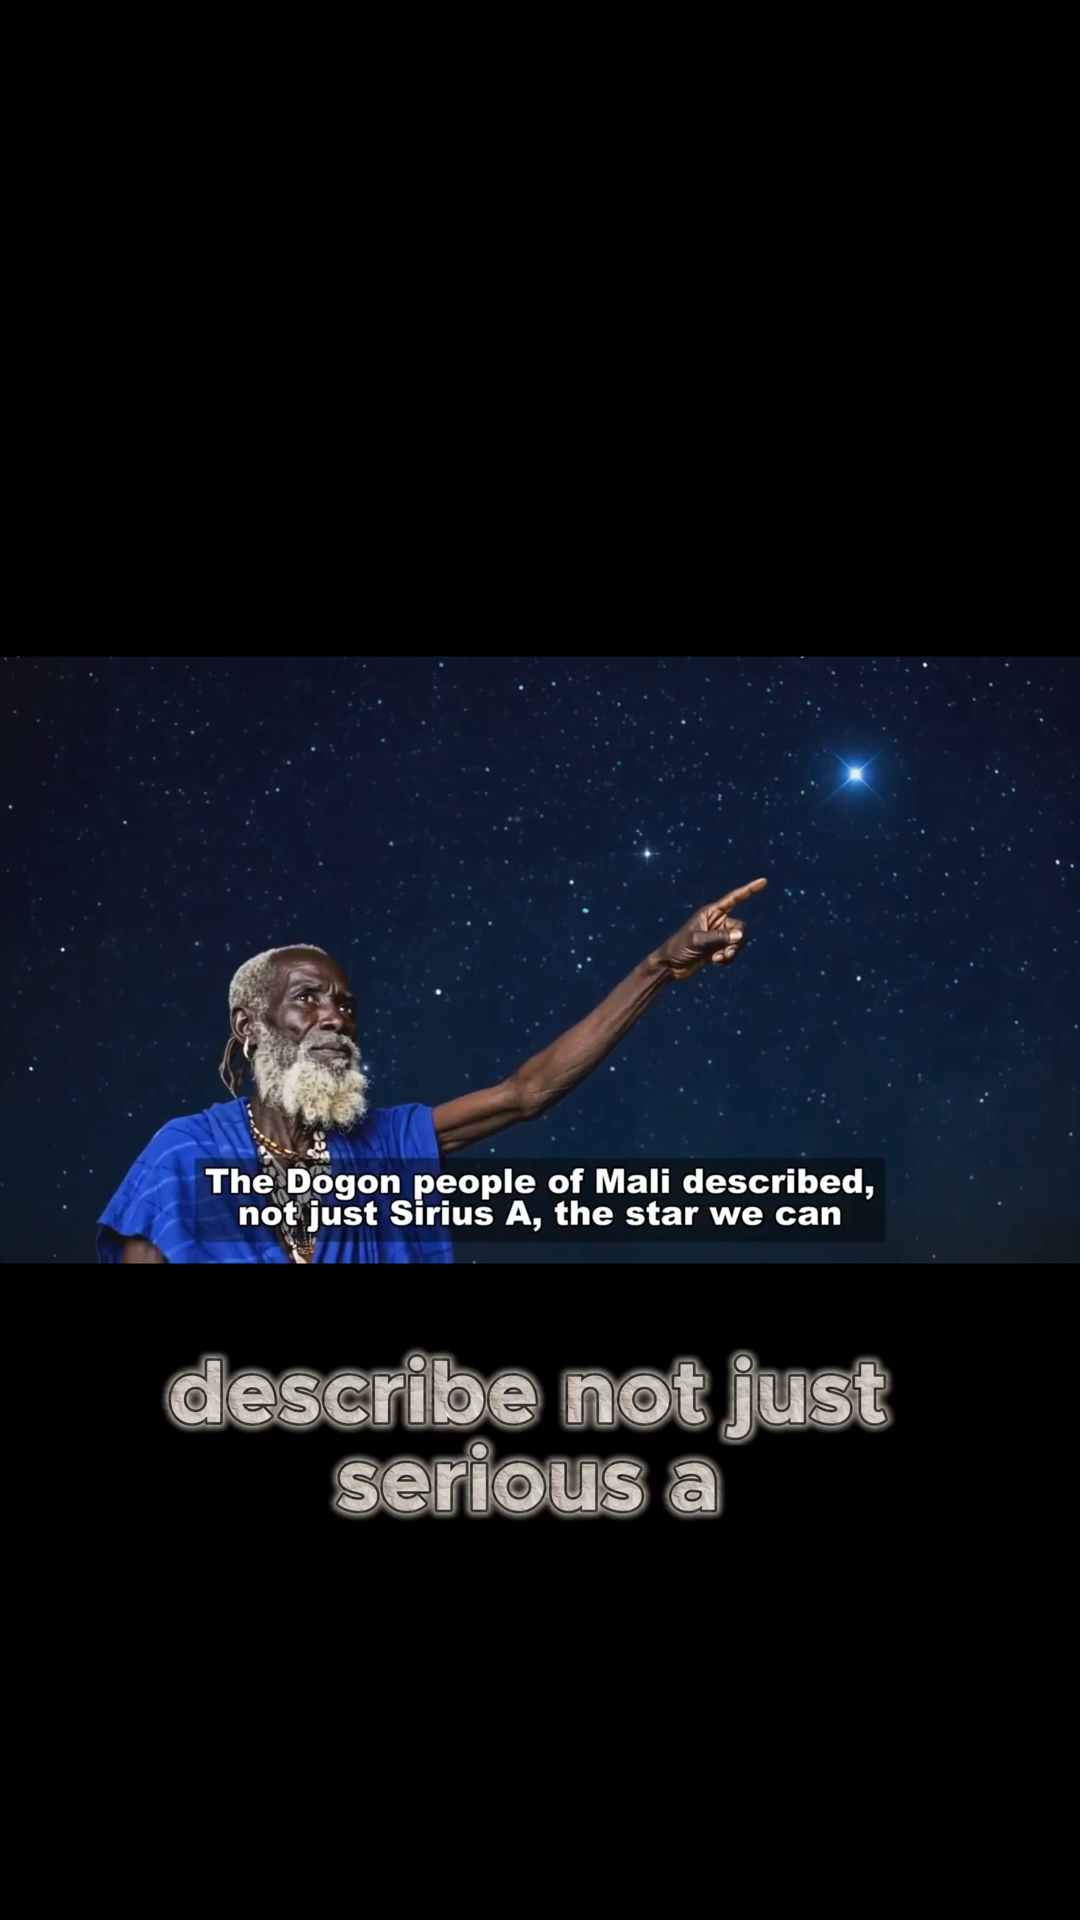 The Dogon people of Mali described,
not just Sirius A, the star we can
describe not just
serious a